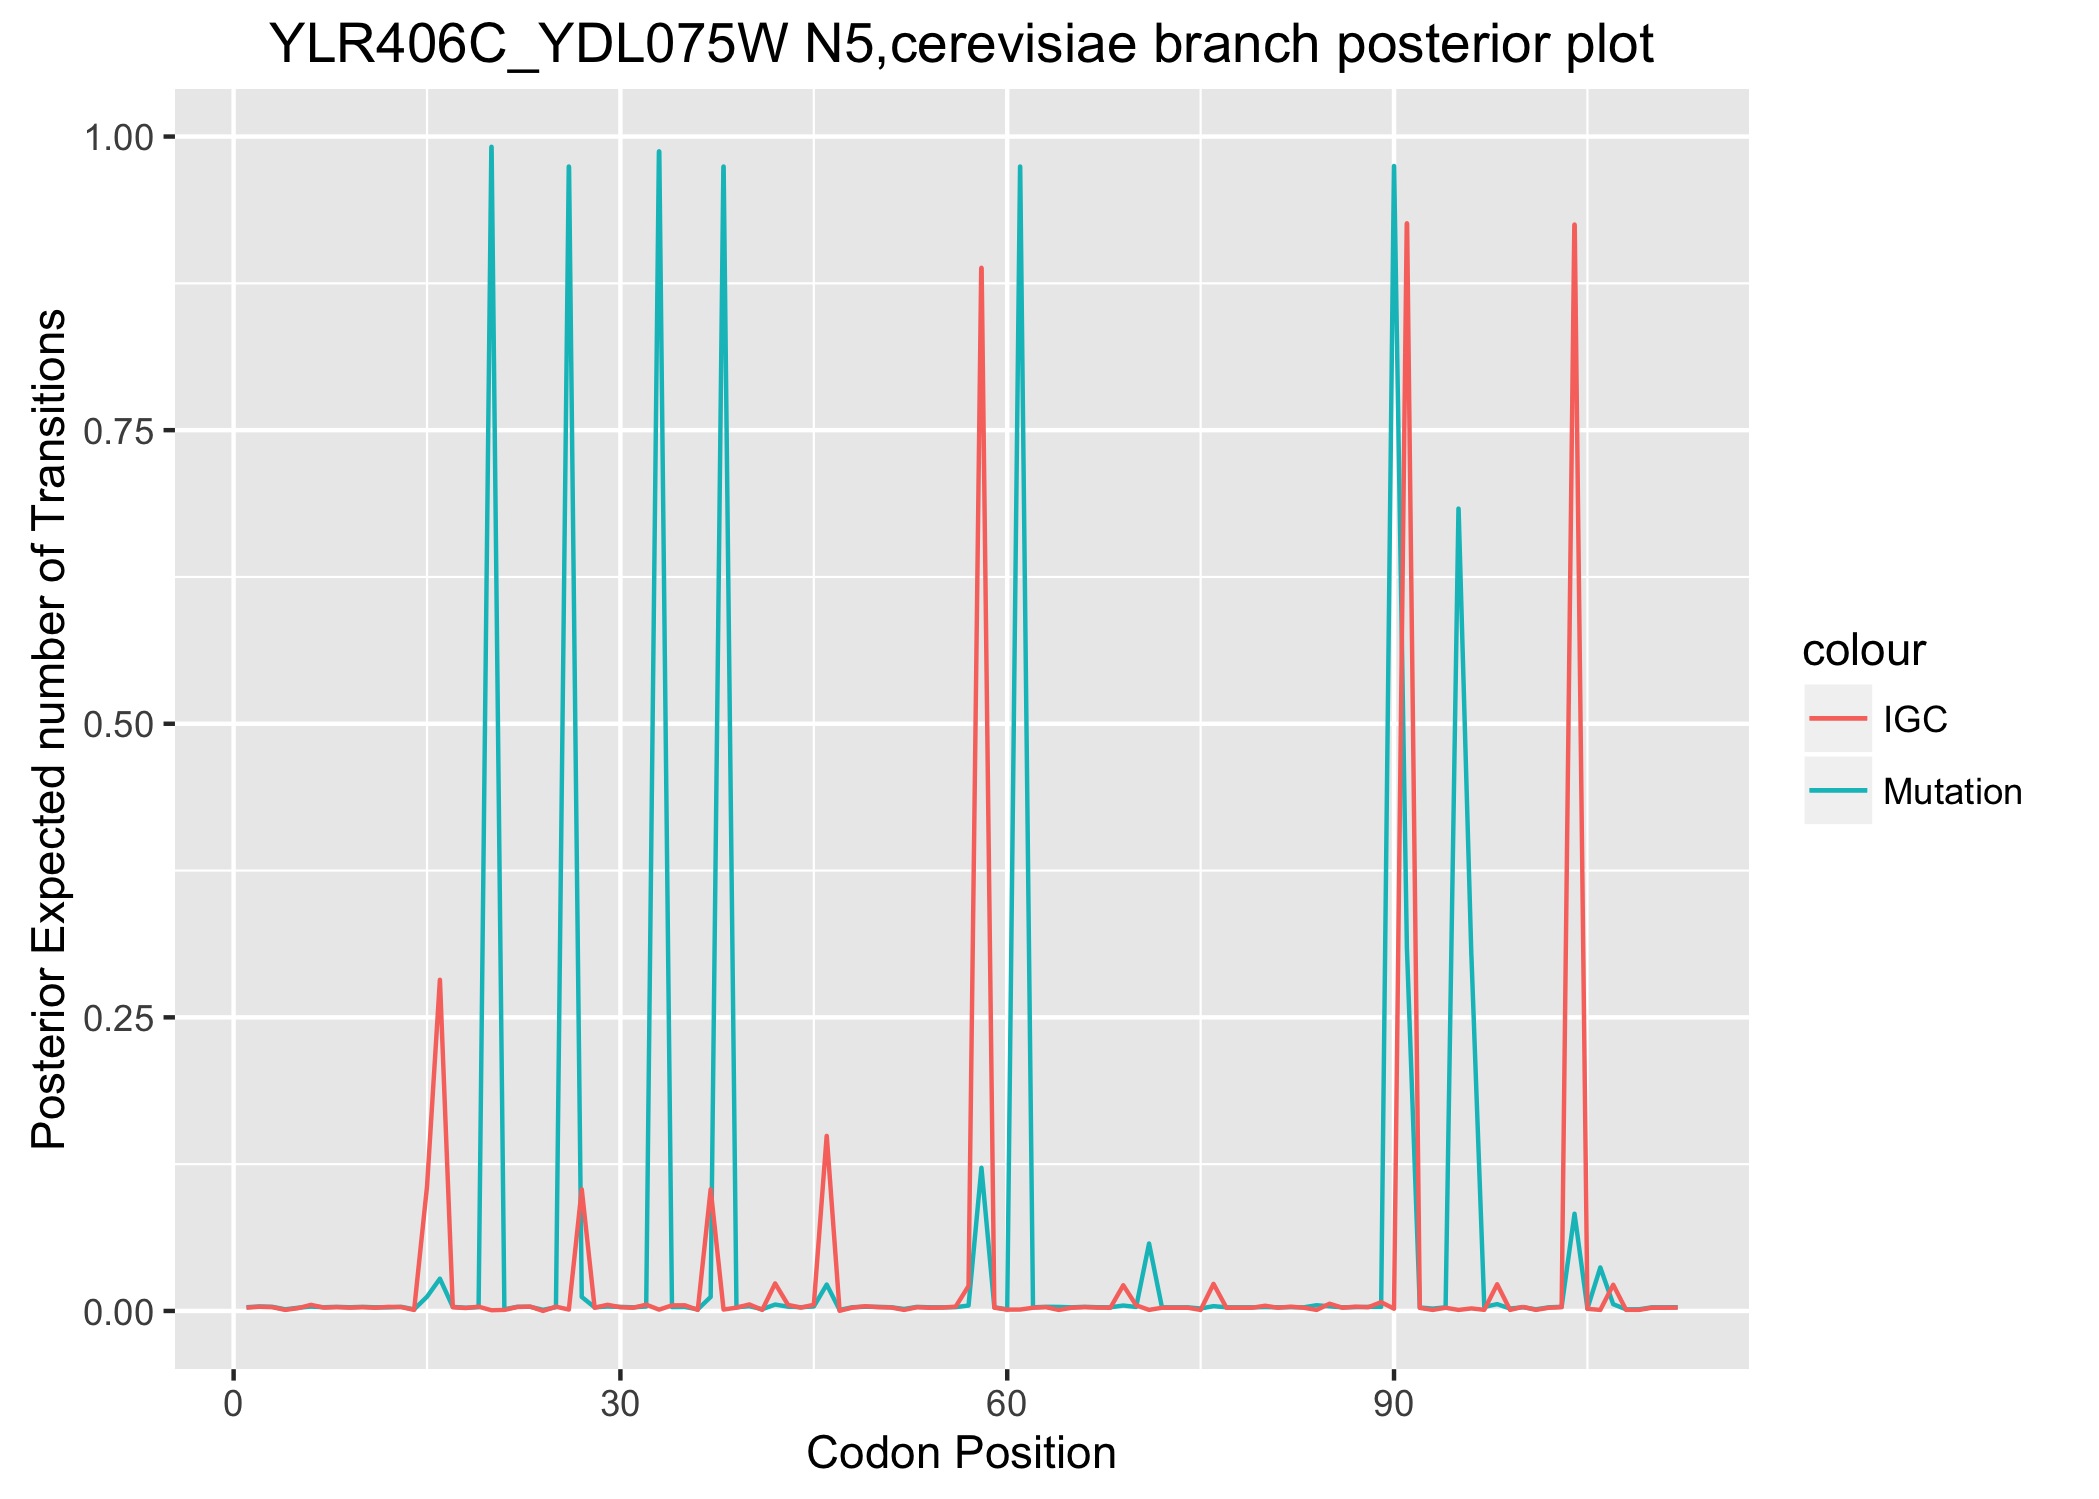 YLR406C_YDL075W N5,cerevisiae branch posterior plot
Posterior Expected number of Transitions
1.00
0.75
0.50
0.25
0.00
0
30
60
90
Codon Position
colour
IGC
Mutation